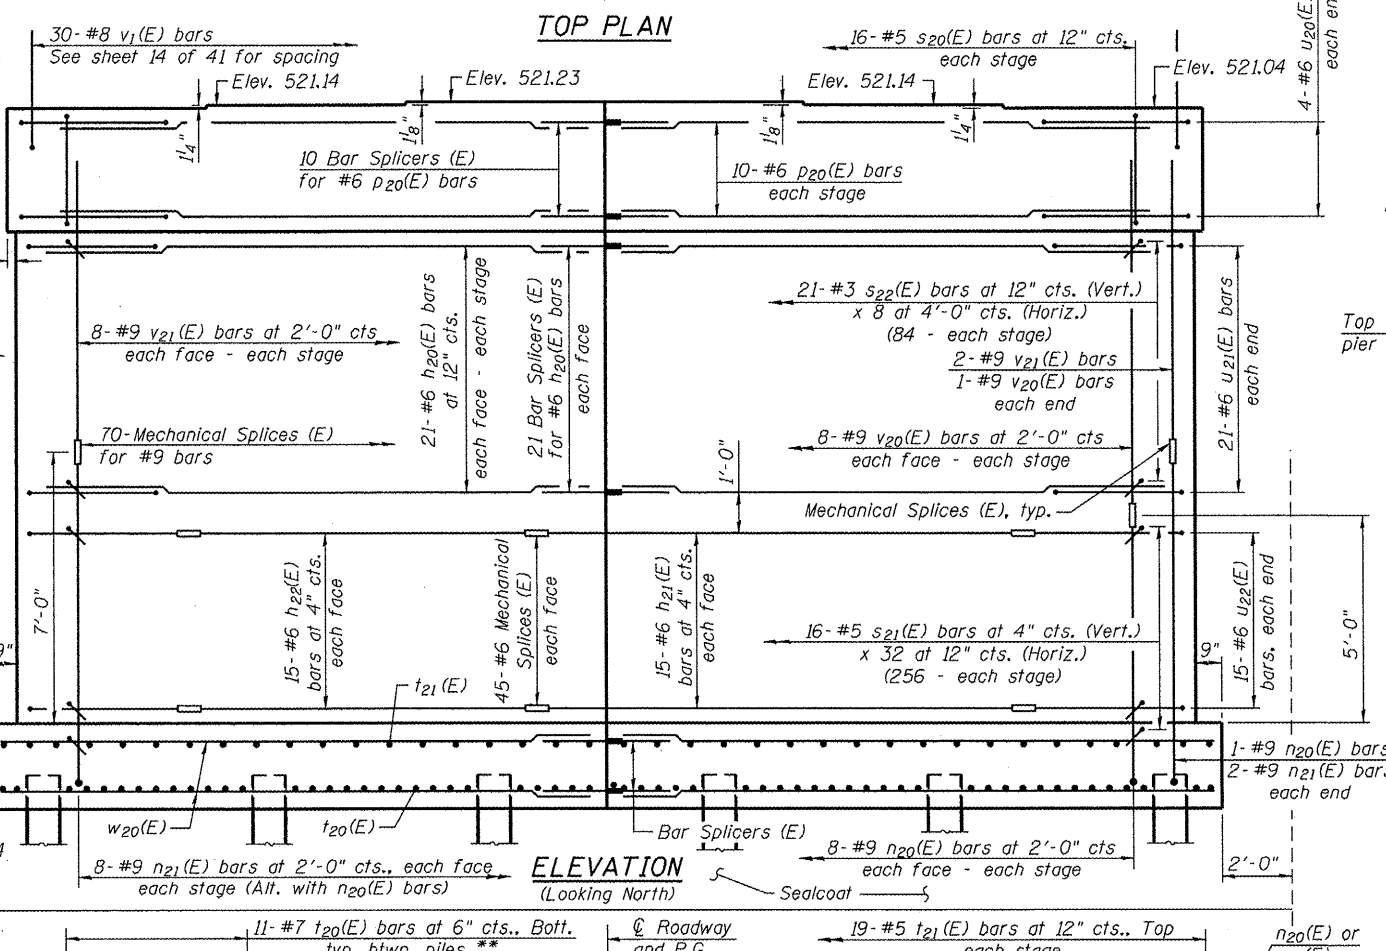 TOP PLAN
30- #8 v1(E) bars
See sheet 14 of 41 for spacing
16- #5 s20(E) bars at 12" cts.
each stage
4- #6 u20(E)
Elev. 521.14
Elev. 521.23
Elev. 521.14
Elev. 521.04
1¼"
1⅛"
1⅛"
1¼"
10 Bar Splicers (E)
for #6 p20(E) bars
10- #6 p20(E) bars
each stage
21- #6 h20(E) bars
at 12" cts.
each face - each stage
21 Bar Splicers (E)
for #6 h20(E) bars
each face
21- #3 s22(E) bars at 12" cts. (Vert.)
x 8 at 4'-0" cts. (Horiz.)
(84 - each stage)
21- #6 u21(E) bars
each end
Top
pier
8- #9 v21(E) bars at 2'-0" cts
each face - each stage
2- #9 v21(E) bars
1- #9 v20(E) bars
each end
70- Mechanical Splices (E)
for #9 bars
8- #9 v20(E) bars at 2'-0" cts
each face - each stage
1'-0"
Mechanical Splices (E), typ.
7'-0"
15- #6 h22(E)
bars at 4" cts.
each face
45- #6 Mechanical
Splices (E)
each face
15- #6 h21(E)
bars at 4" cts.
each face
16- #5 s21(E) bars at 4" cts. (Vert.)
x 32 at 12" cts. (Horiz.)
(256 - each stage)
9"
9"
15- #6 u22(E)
bars, each end
5'-0"
t21(E)
1- #9 n20(E) bars
2- #9 n21(E) bars
each end
w20(E)
t20(E)
Bar Splicers (E)
8- #9 n21(E) bars at 2'-0" cts., each face
each stage (Alt. with n20(E) bars)
ELEVATION
(Looking North)
8- #9 n20(E) bars at 2'-0" cts
each face - each stage
Sealcoat
2'-0"
11- #7 t20(E) bars at 6" cts., Bott.
typ. btwn. piles **
℄ Roadway
and P.G.
19- #5 t21(E) bars at 12" cts., Top
each stage
n20(E) or